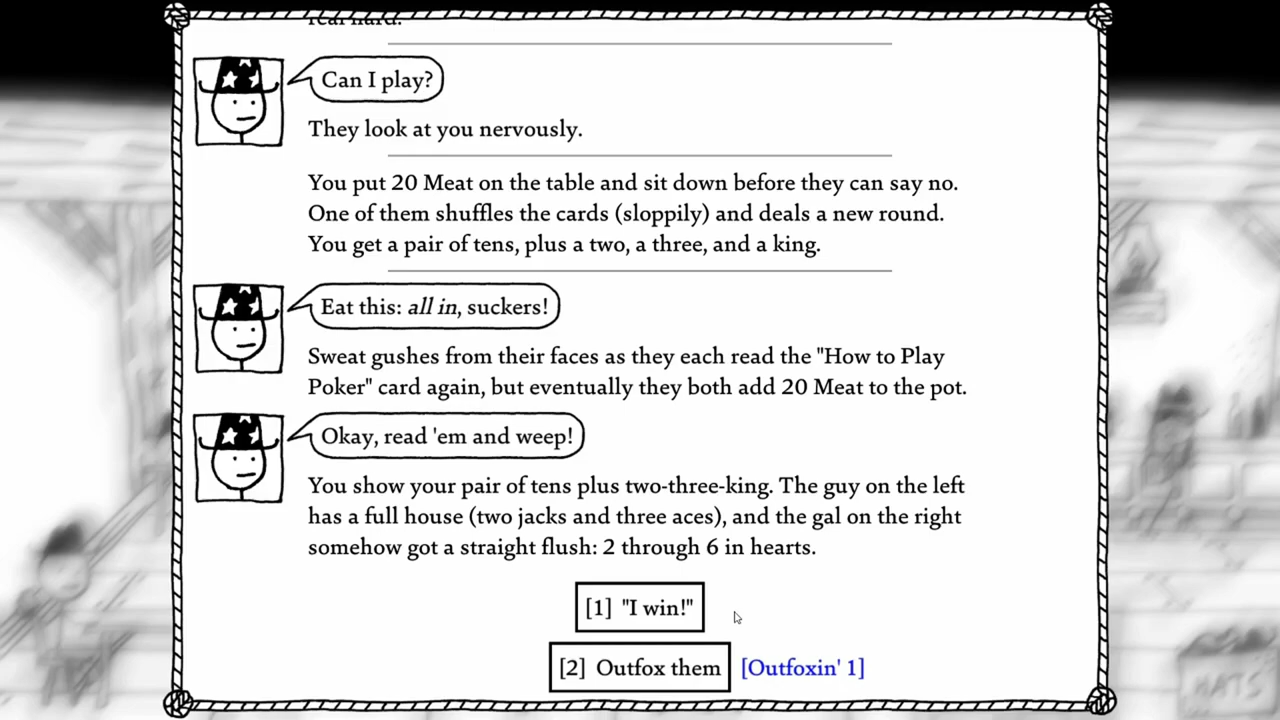 Can I play?
They look at you nervously.
You put 20 Meat on the table and sit down before they can say no.
One of them shuffles the cards (sloppily) and deals a new round.
You get a pair of tens, plus a two, a three, and a king.
Eat this: all in, suckers!
Sweat gushes from their faces as they each read the "How to Play
Poker" card again, but eventually they both add 20 Meat to the pot.
Okay, read 'em and weep!
You show your pair of tens plus two-three-king. The guy on the left
has a full house (two jacks and three aces), and the gal on the right
somehow got a straight flush: 2 through 6 in hearts.
[1] "I win!"
[2] Outfox them [Outfoxin' 1]
HATS